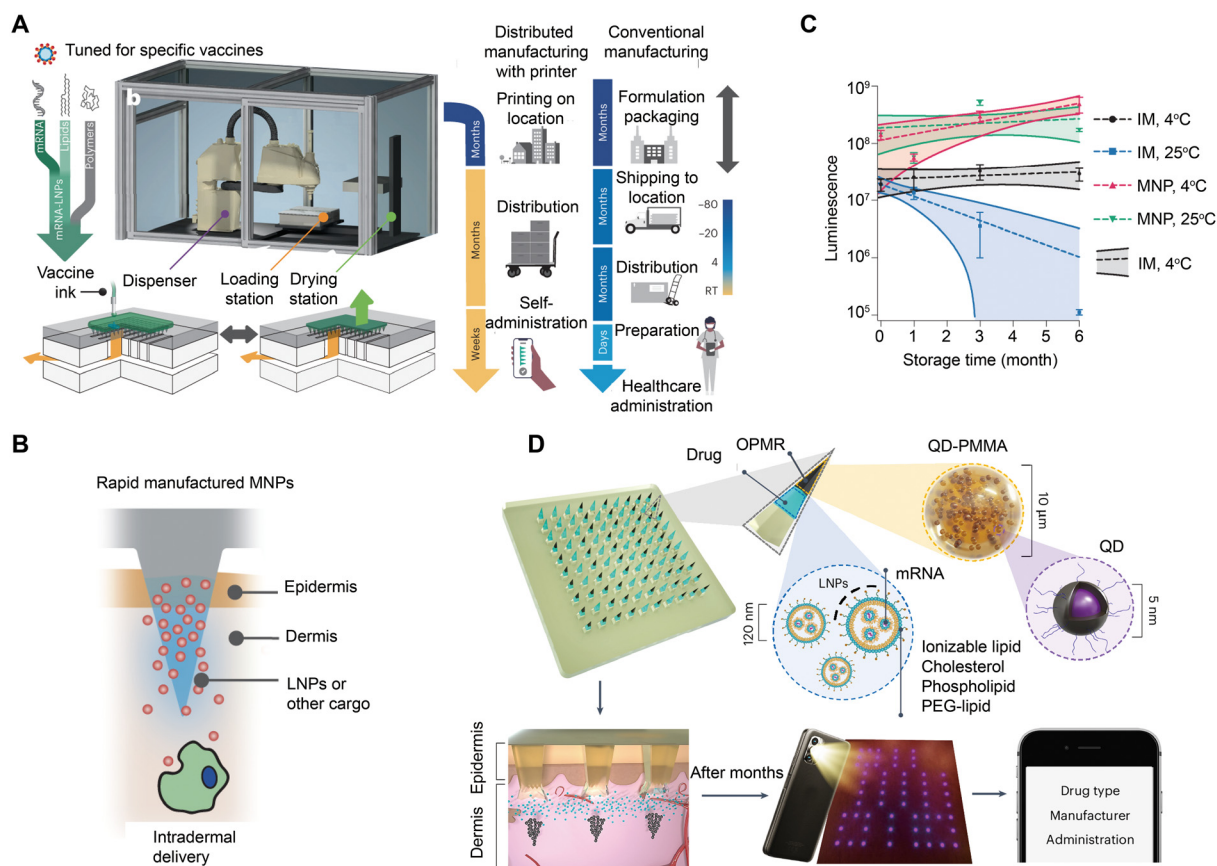 A
Tuned for specific vaccines
mRNA
Lipids
Polymers
mRNA-LNPs
b
Vaccine
ink
Dispenser
Loading
station
Drying
station
Distributed
manufacturing
with printer
Printing on
location
Months
Distribution
Months
Self-
administration
Weeks
Conventional
manufacturing
Formulation
packaging
Months
Shipping to
location
Months
Distribution
Months
Preparation
Days
Healthcare
administration
–80
–20
4
RT
C
Luminescence
10⁹
10⁸
10⁷
10⁶
10⁵
0
1
2
3
4
5
6
Storage time (month)
IM, 4°C
IM, 25°C
MNP, 4°C
MNP, 25°C
IM, 4°C
B
Rapid manufactured MNPs
Epidermis
Dermis
LNPs or
other cargo
Intradermal
delivery
D
Drug
OPMR
QD-PMMA
10 μm
QD
5 nm
LNPs
mRNA
120 nm
Ionizable lipid
Cholesterol
Phospholipid
PEG-lipid
Epidermis
Dermis
After months
Drug type
Manufacturer
Administration